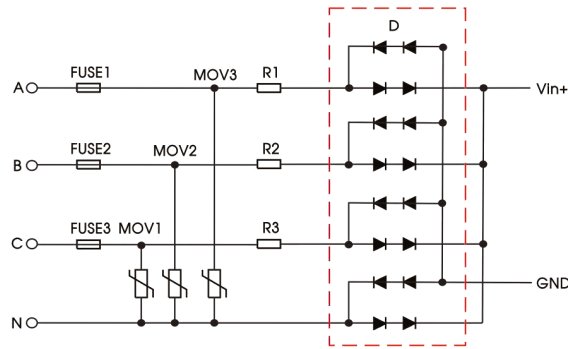 D
FUSE1
MOV3
R1
A
Vin+
FUSE2
MOV2
R2
B
FUSE3
MOV1
R3
C
GND
N